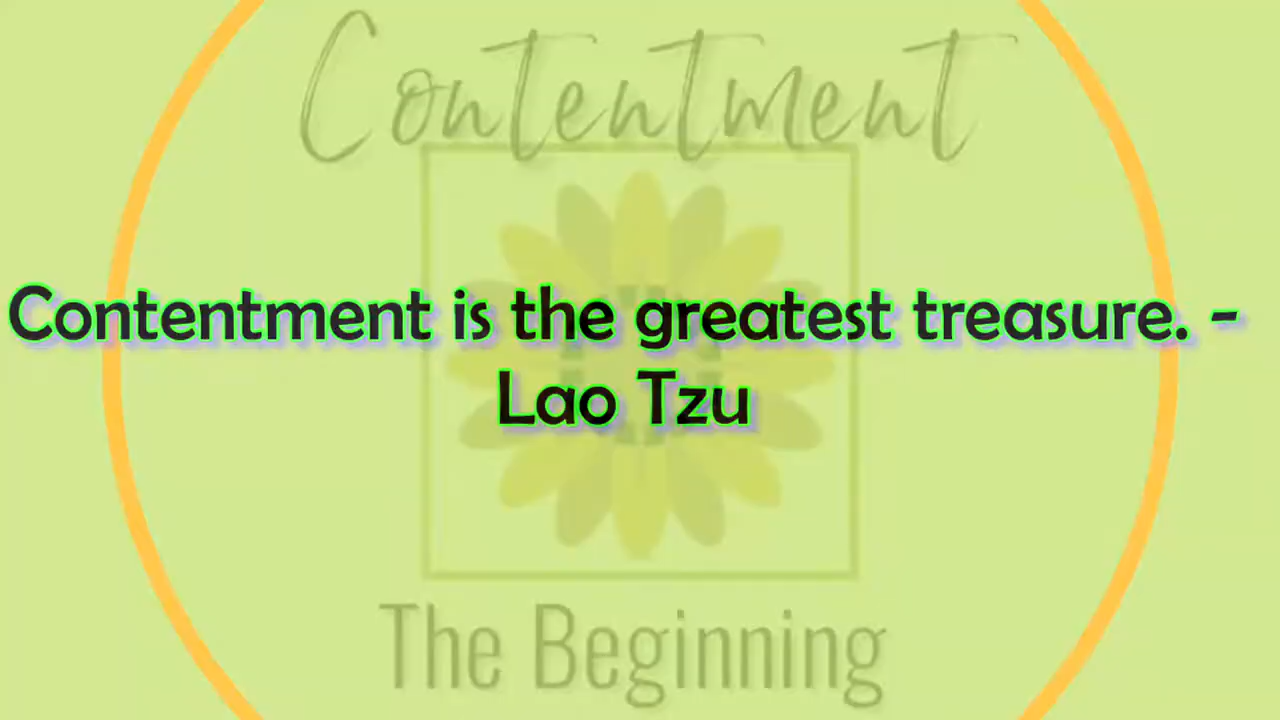 Contentment
Contentment is the greatest treasure. -
Lao Tzu
The Beginning